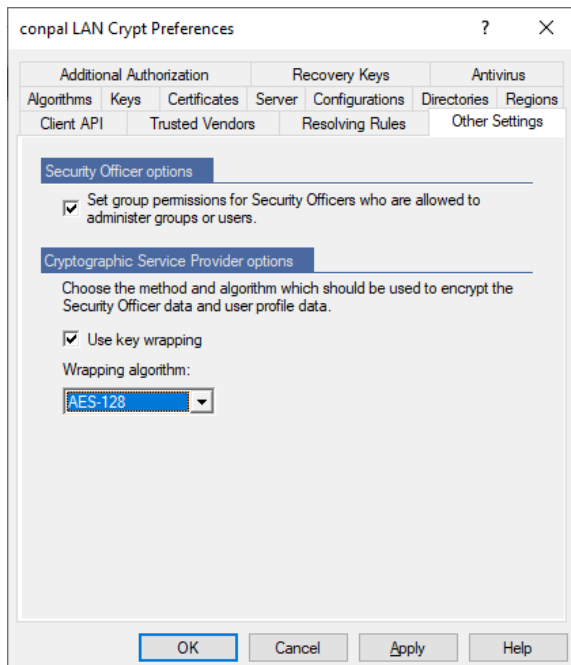 conpal LAN Crypt Preferences ? ×
Additional Authorization Recovery Keys Antivirus
Algorithms Keys Certificates Server Configurations Directories Regions
Client API Trusted Vendors Resolving Rules Other Settings
Security Officer options
Set group permissions for Security Officers who are allowed to
administer groups or users.
Cryptographic Service Provider options
Choose the method and algorithm which should be used to encrypt the
Security Officer data and user profile data.
Use key wrapping
Wrapping algorithm:
AES-128
OK Cancel Apply Help